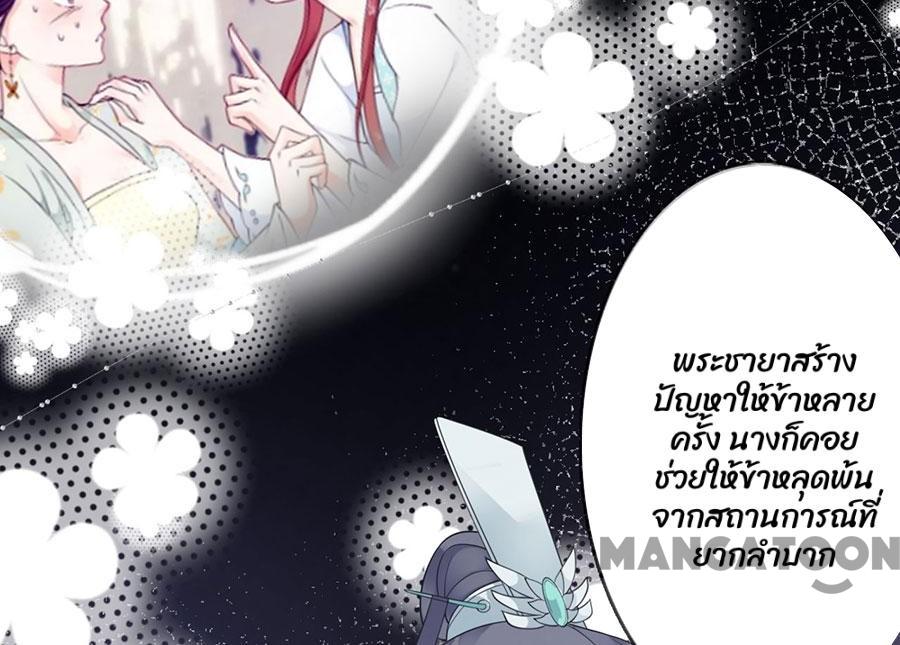 พระชายาสร้าง
ปัญหาให้ข้าหลาย
ครั้ง นางก็คอย
ช่วยให้ข้าหลุดพ้น
จากสถานการณ์ที่
ยากลำบาก
MANGATOON